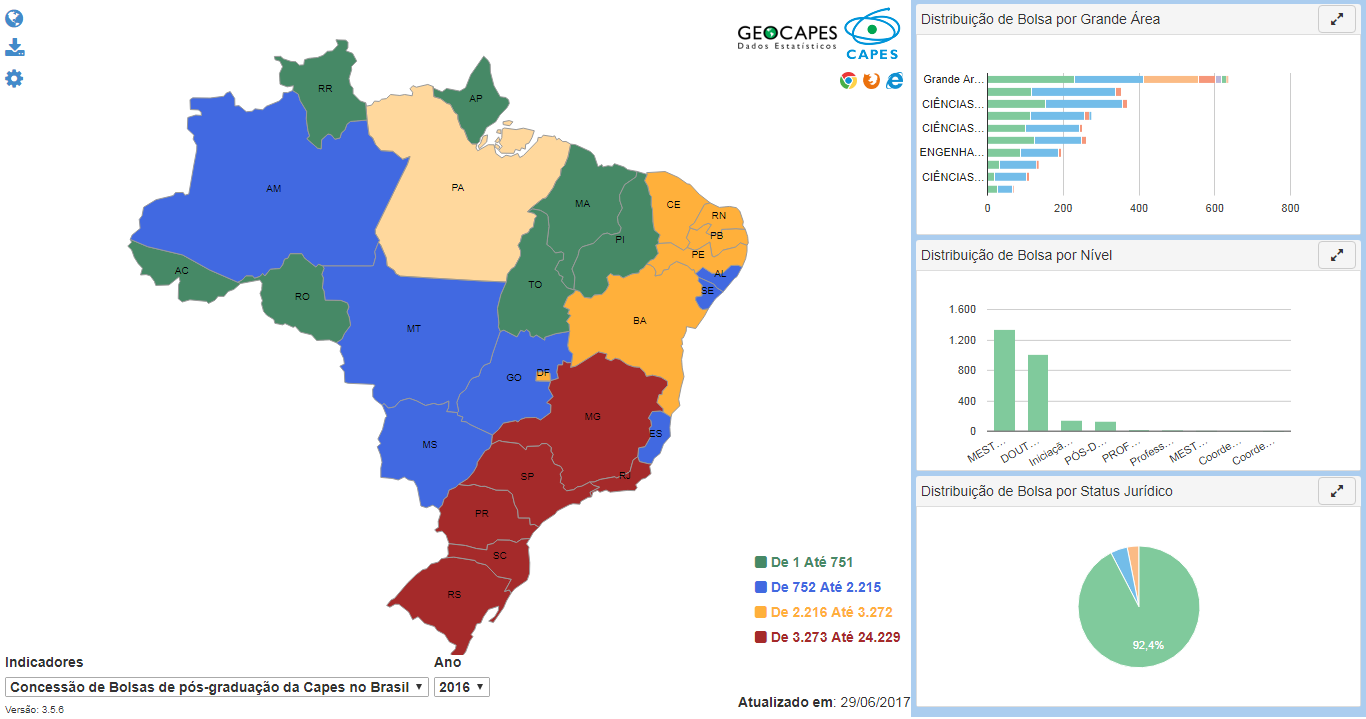 GEOCAPES
Dados Estatísticos
CAPES
RR
AP
AM
PA
MA
CE
RN
PI
PB
PE
AC
AL
TO
SE
RO
BA
MT
DF
GO
MG
ES
MS
SP
RJ
PR
SC
RS
De 1 Até 751
De 752 Até 2.215
De 2.216 Até 3.272
De 3.273 Até 24.229
Indicadores
Ano
Concessão de Bolsas de pós-graduação da Capes no Brasil
2016
Versão: 3.5.6
Atualizado em: 29/06/2017
Distribuição de Bolsa por Grande Área
Grande Ar...
CIÊNCIAS...
CIÊNCIAS...
ENGENHA...
CIÊNCIAS...
0 200 400 600 800
Distribuição de Bolsa por Nível
1.600
1.200
800
400
0
MEST...
DOUT...
Iniciaçã...
PÓS-D...
PROF...
Profess...
MEST...
Coorde...
Coorde...
Distribuição de Bolsa por Status Jurídico
92,4%